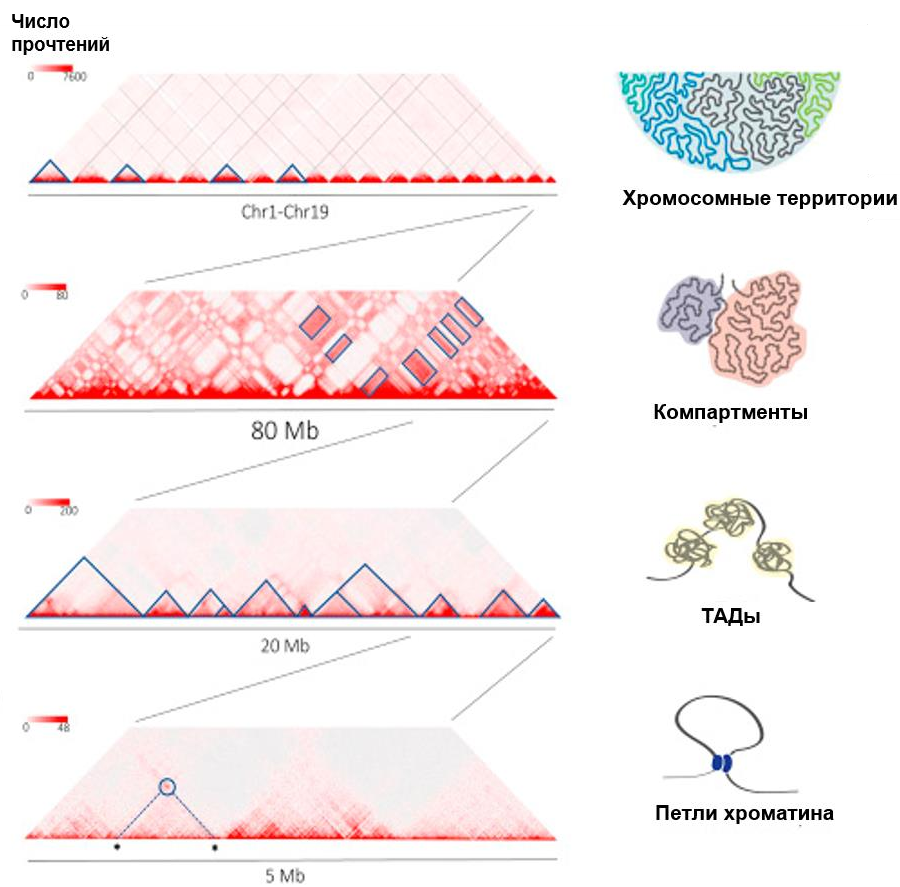 Число
прочтений
0 7600
Chr1-Chr19
Хромосомные территории
0 80
80 Mb
Компартменты
0 200
20 Mb
ТАДы
0 48
5 Mb
Петли хроматина